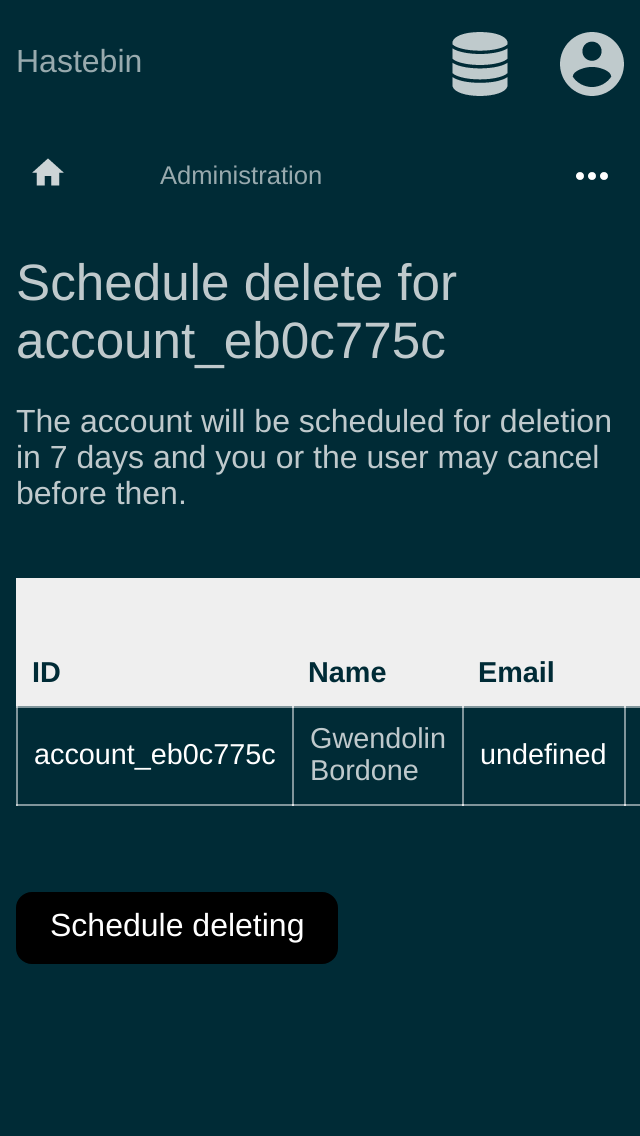 Hastebin
Administration
Schedule delete for
account_eb0c775c
The account will be scheduled for deletion
in 7 days and you or the user may cancel
before then.
ID Name Email
account_eb0c775c Gwendolin Bordone undefined
Schedule deleting